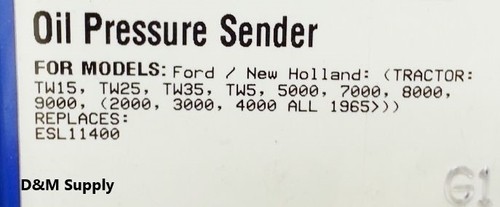 Oil Pressure Sender
FOR MODELS: Ford / New Holland: (TRACTOR:
TW15, TW25, TW35, TW5, 5000, 7000, 8000,
9000, (2000, 3000, 4000 ALL 1965>)))
REPLACES:
ESL11400
D&M Supply
G1